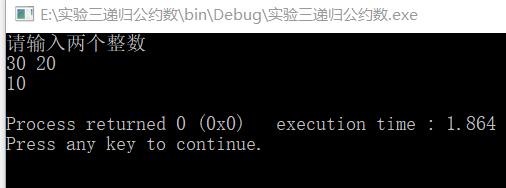 E:\实验三递归公约数\bin\Debug\实验三递归公约数.exe
请输入两个整数
30 20
10
Process returned 0 (0x0)   execution time : 1.864
Press any key to continue.